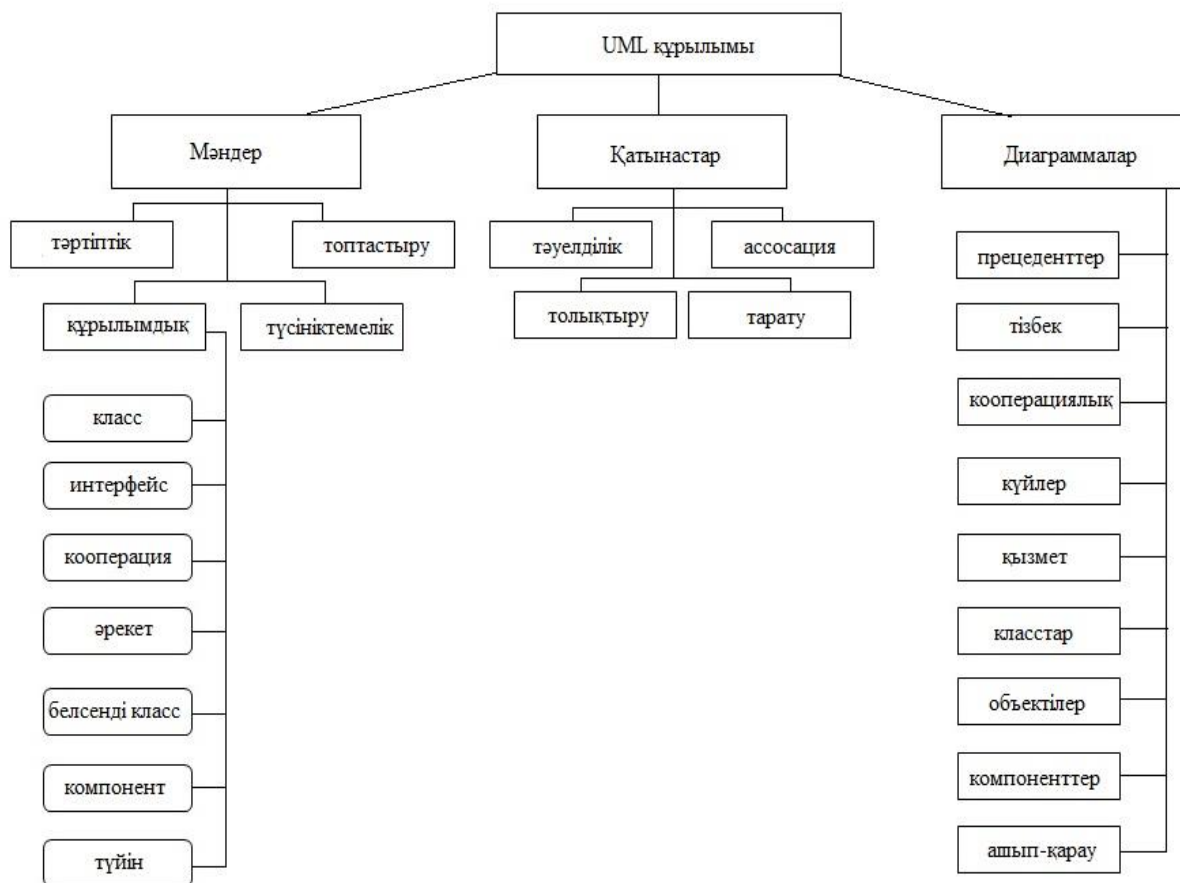 UML құрылымы
Мәндер
Қатынастар
Диаграммалар
тәртіптік
топтастыру
құрылымдық
түсініктемелік
класс
интерфейс
кооперация
әрекет
белсенді класс
компонент
түйін
тәуелділік
ассосация
толықтыру
тарату
прецеденттер
тізбек
кооперациялық
күйлер
қызмет
класстар
объектілер
компоненттер
ашып-қарау